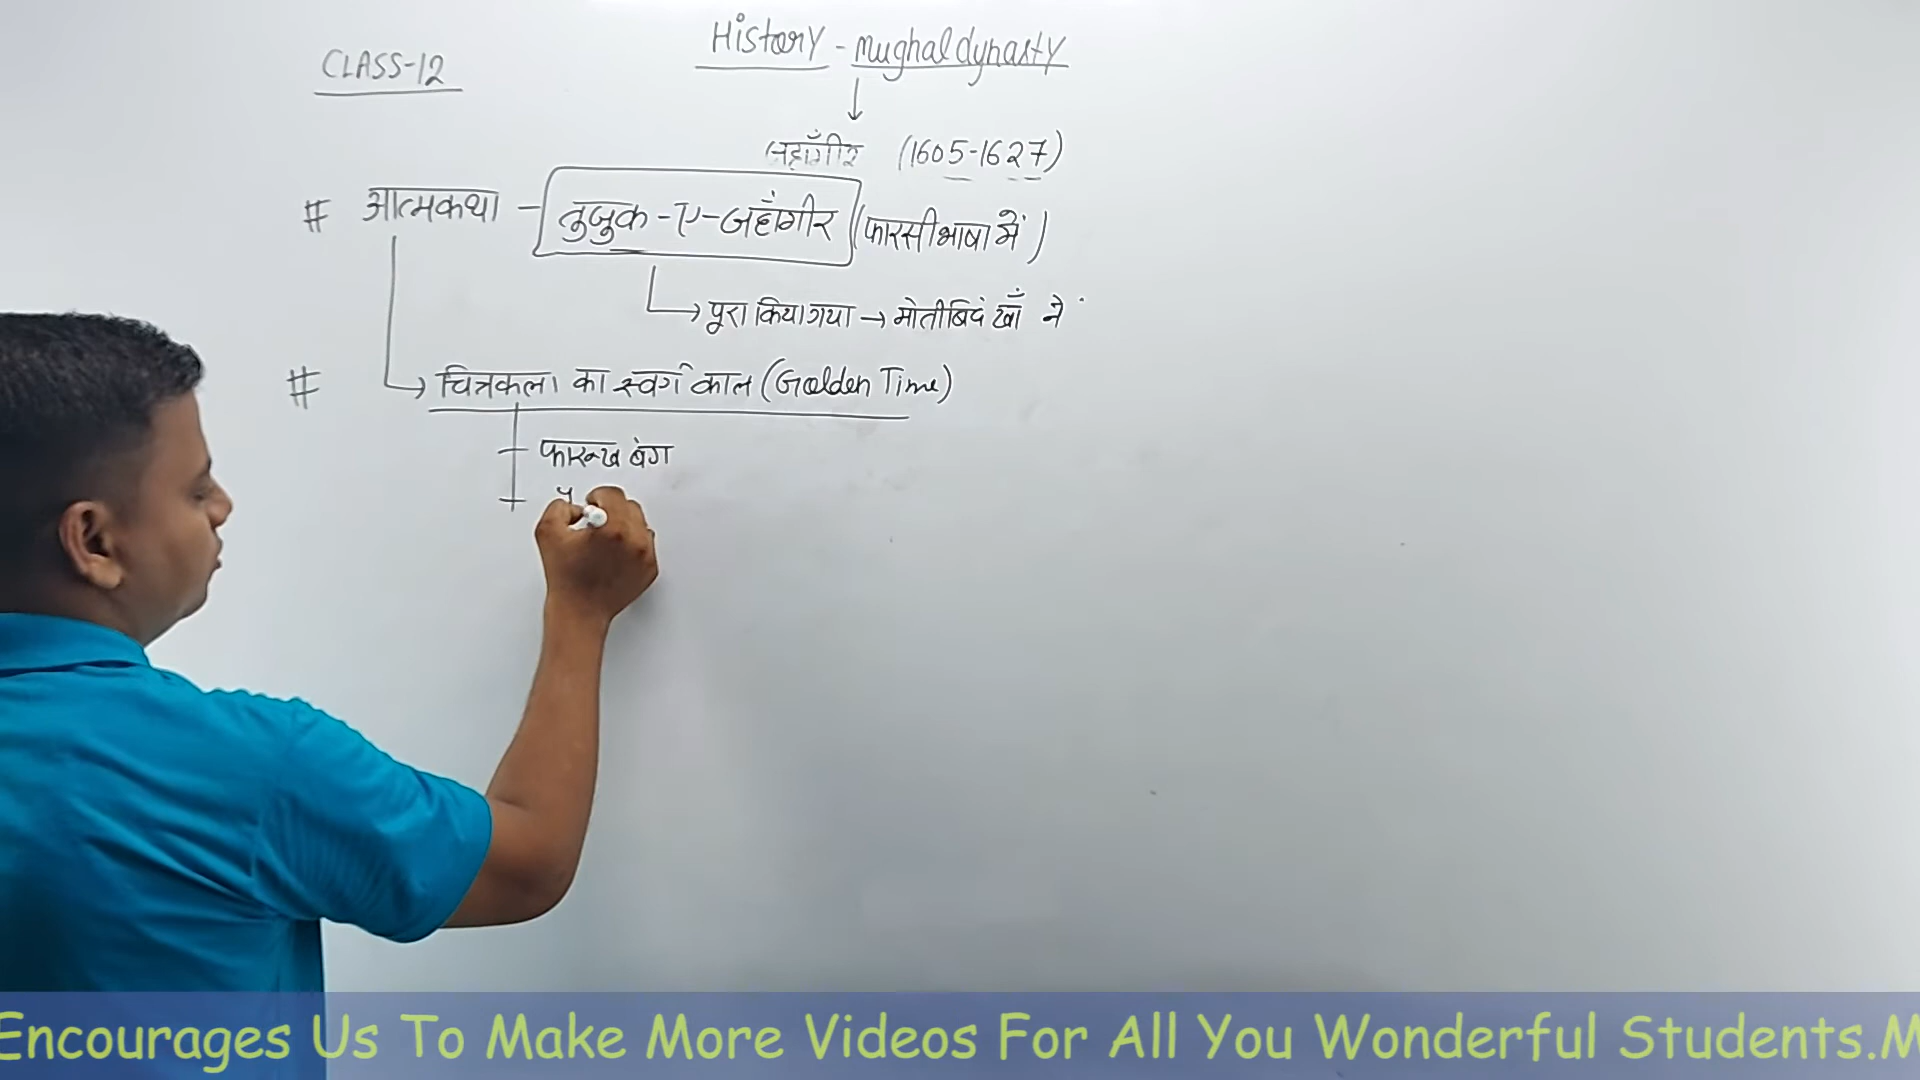 CLASS-12
History - Mughal dynasty
जहाँगीर (1605-1627)
# आत्मकथा - तुजुक-ए-जहाँगीर (फारसी भाषा में)
पूरा किया गया → मोतीबिद खाँ ने
# चित्रकला का स्वर्ग काल (Golden Time)
फारूख बेग
Encourages Us To Make More Videos For All You Wonderful Students.M